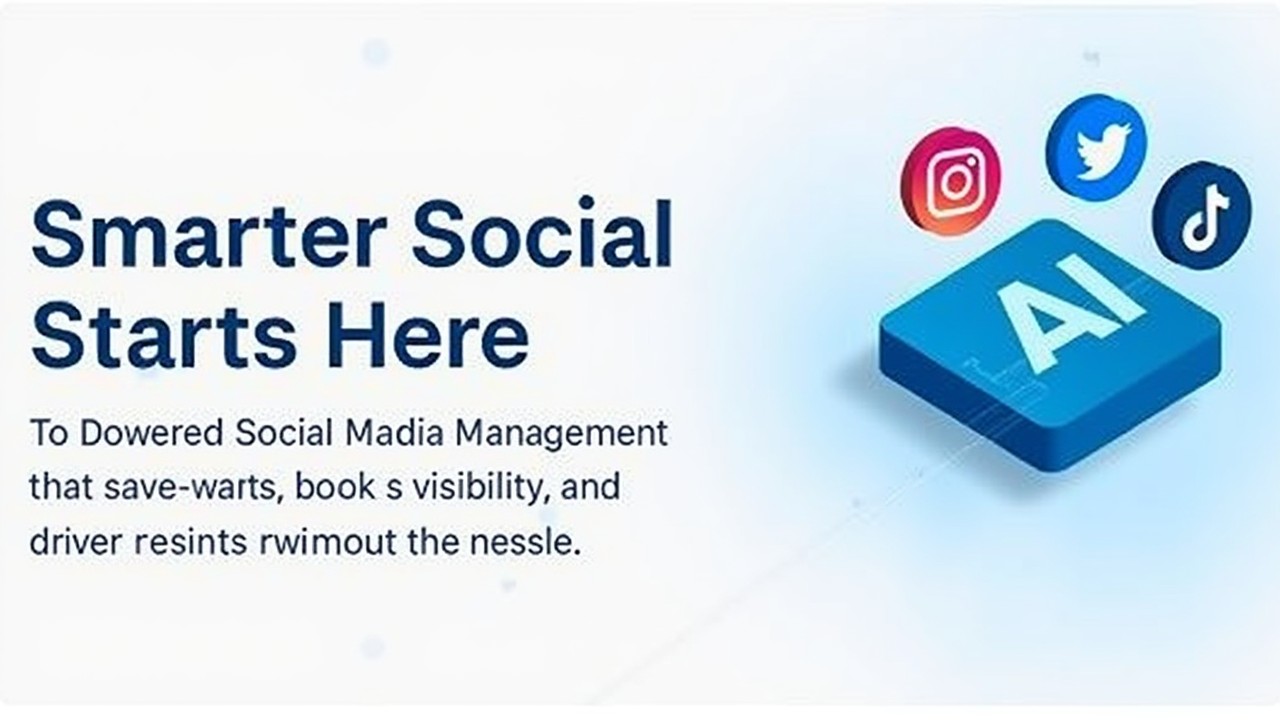 Smarter Social
Starts Here
To Dowered Social Madia Management
that save-warts, book s visibility, and
driver resints rwimout the nessle.
AI